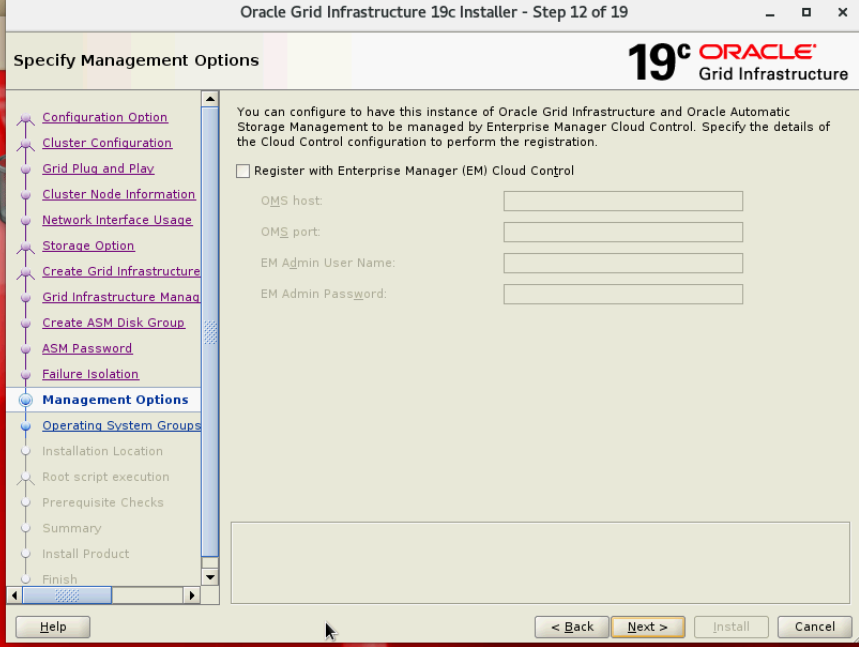 Oracle Grid Infrastructure 19c Installer - Step 12 of 19
Specify Management Options
19c ORACLE
Grid Infrastructure
Configuration Option
Cluster Configuration
Grid Plug and Play
Cluster Node Information
Network Interface Usage
Storage Option
Create Grid Infrastructure
Grid Infrastructure Manag
Create ASM Disk Group
ASM Password
Failure Isolation
Management Options
Operating System Groups
Installation Location
Root script execution
Prerequisite Checks
Summary
Install Product
Finish
You can configure to have this instance of Oracle Grid Infrastructure and Oracle Automatic
Storage Management to be managed by Enterprise Manager Cloud Control. Specify the details of
the Cloud Control configuration to perform the registration.
Register with Enterprise Manager (EM) Cloud Control
OMS host:
OMS port:
EM Admin User Name:
EM Admin Password:
Help
< Back
Next >
Install
Cancel